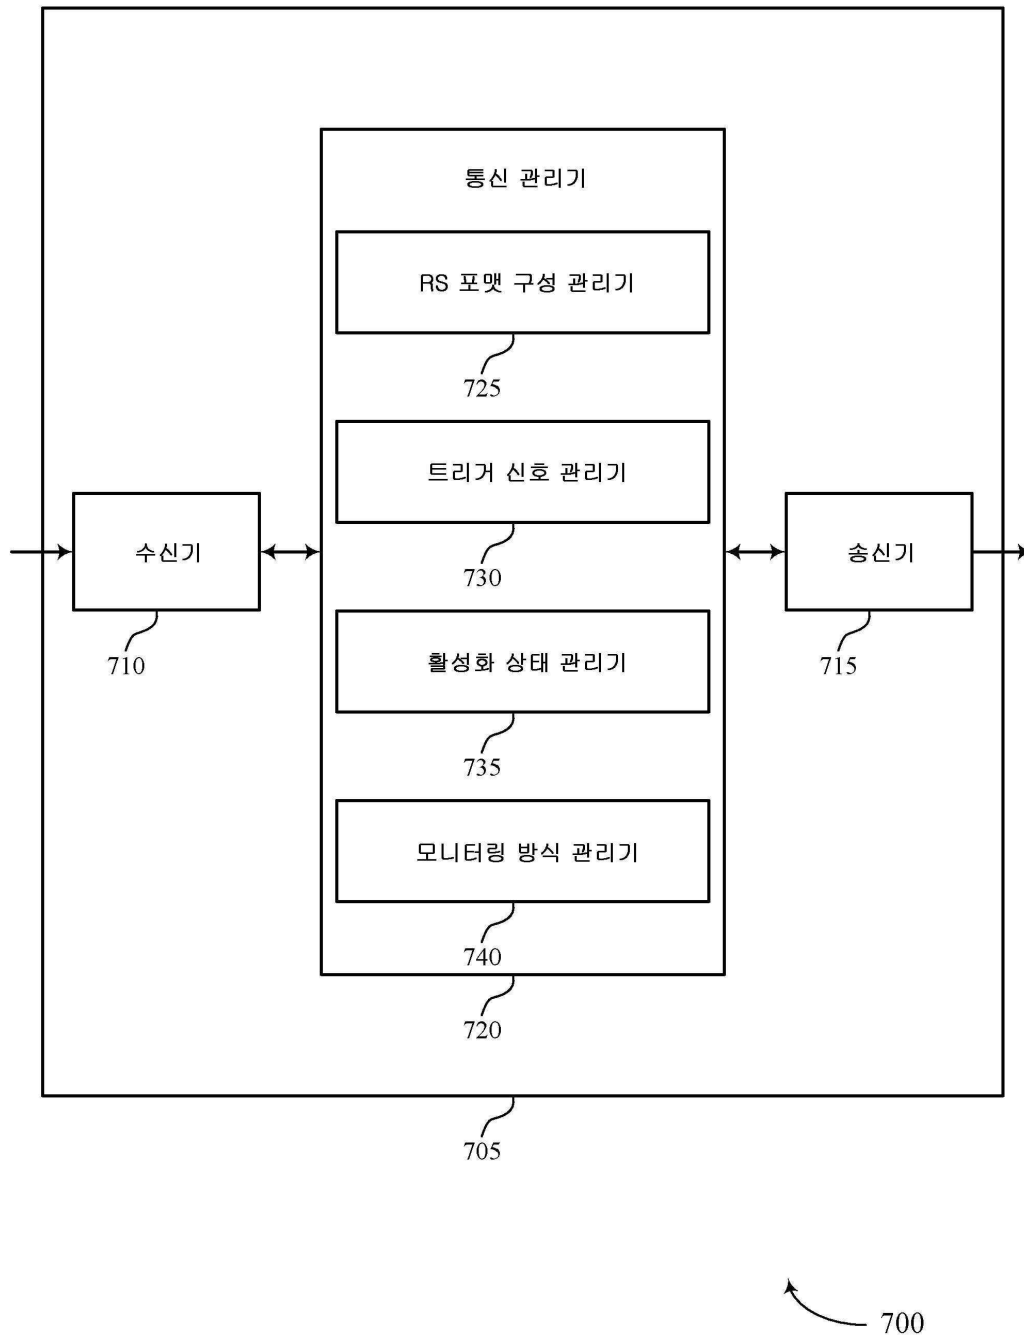 통신 관리기
RS 포맷 구성 관리기
725
트리거 신호 관리기
730
수신기
710
송신기
715
활성화 상태 관리기
735
모니터링 방식 관리기
740
720
705
700